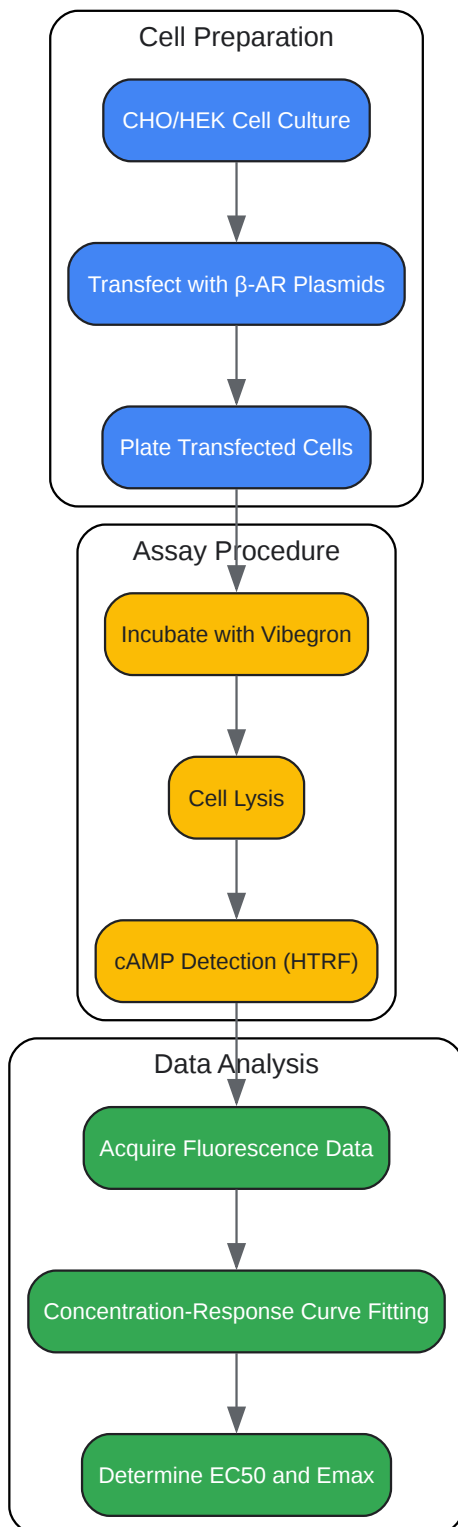 Cell Preparation
CHO/HEK Cell Culture
Transfect with β-AR Plasmids
Plate Transfected Cells
Assay Procedure
Incubate with Vibegron
Cell Lysis
cAMP Detection (HTRF)
Data Analysis
Acquire Fluorescence Data
Concentration-Response Curve Fitting
Determine EC50 and Emax